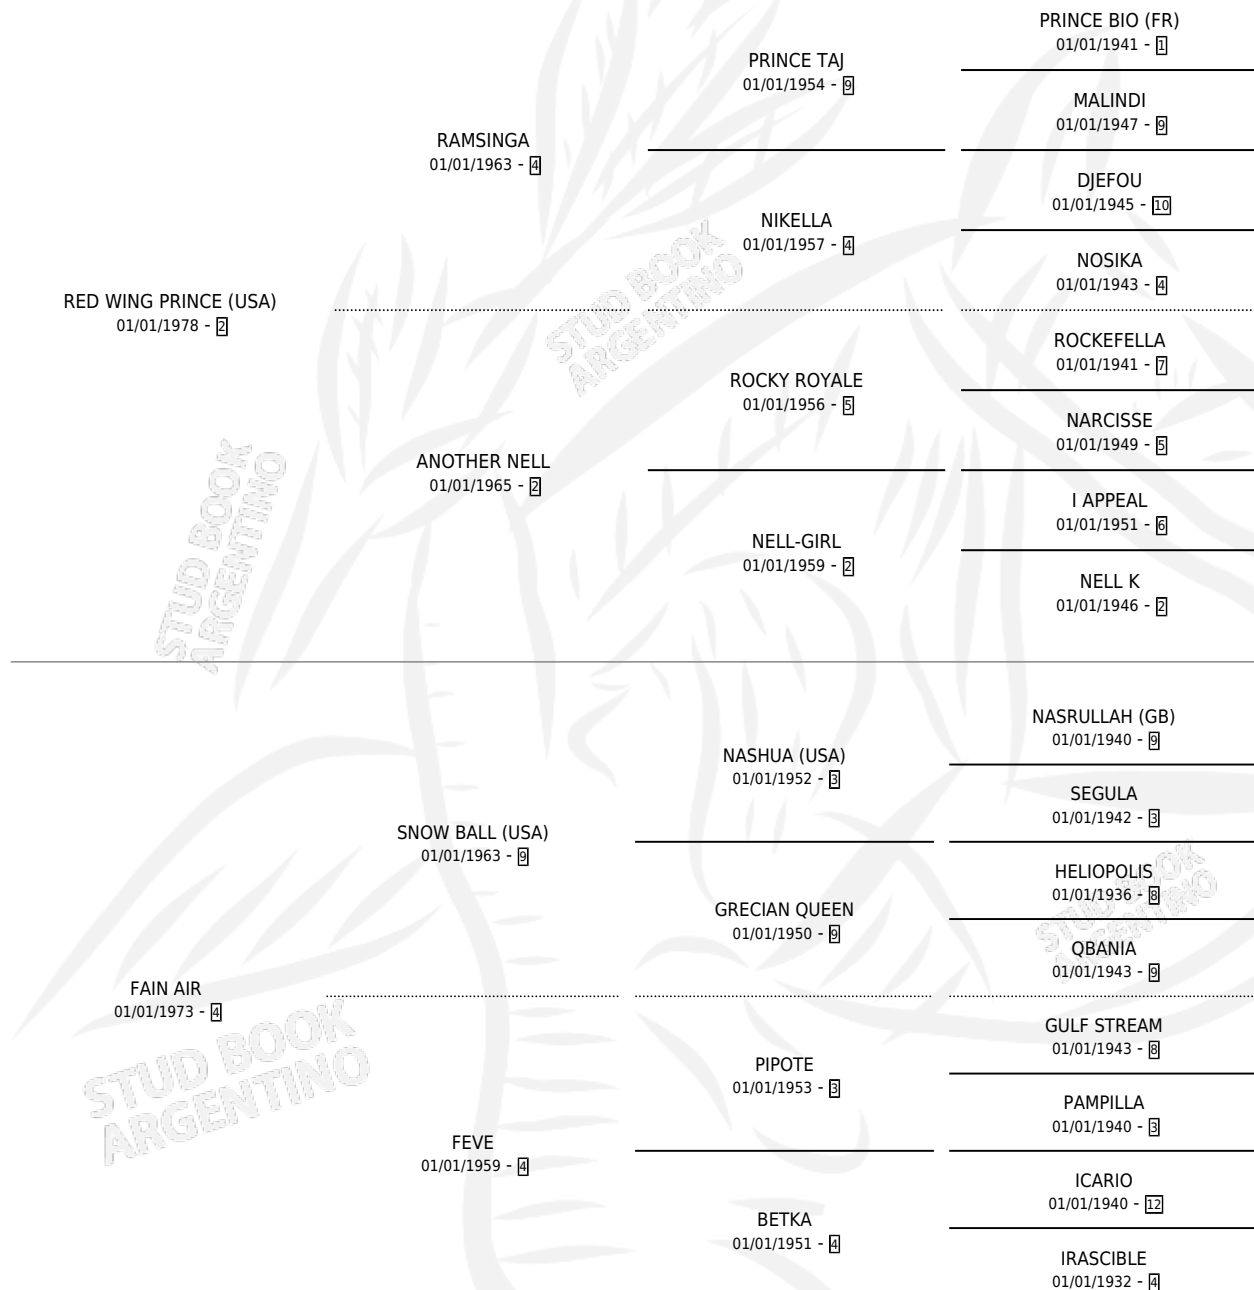 PRINCE BIO (FR)
01/01/1941 - 1
PRINCE TAJ
01/01/1954 - 9
MALINDI
01/01/1947 - 9
RAMSINGA
01/01/1963 - 4
DJEFOU
01/01/1945 - 10
NIKELLA
01/01/1957 - 4
NOSIKA
01/01/1943 - 4
RED WING PRINCE (USA)
01/01/1978 - 2
ROCKEFELLA
01/01/1941 - 7
ROCKY ROYALE
01/01/1956 - 5
NARCISSE
01/01/1949 - 5
ANOTHER NELL
01/01/1965 - 2
I APPEAL
01/01/1951 - 6
NELL-GIRL
01/01/1959 - 2
NELL K
01/01/1946 - 2
STUD BOOK
ARGENTINO
STUD BOOK
ARGENTINO
NASRULLAH (GB)
01/01/1940 - 9
NASHUA (USA)
01/01/1952 - 3
SEGULA
01/01/1942 - 3
SNOW BALL (USA)
01/01/1963 - 9
HELIOPOLIS
01/01/1936 - 8
GRECIAN QUEEN
01/01/1950 - 9
QBANIA
01/01/1943 - 9
STUD BOOK
ARGENTINO
FAIN AIR
01/01/1973 - 4
GULF STREAM
01/01/1943 - 8
PIPOTE
01/01/1953 - 3
PAMPILLA
01/01/1940 - 3
STUD BOOK
ARGENTINO
FEVE
01/01/1959 - 4
ICARIO
01/01/1940 - 12
BETKA
01/01/1951 - 4
IRASCIBLE
01/01/1932 - 4